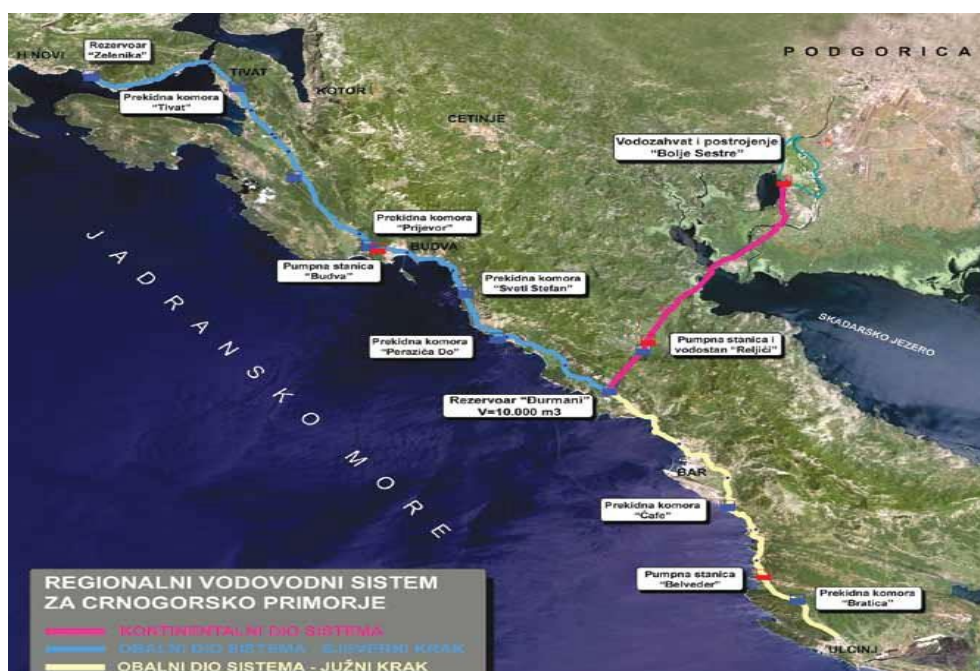 H.NOVI
Rezervoar
"Zelenika"
Prekidna komora
"Tivat"
TIVAT
KOTOR
CETINJE
PODGORICA
Vodozahvat i postrojenje
"Bolje Sestre"
Prekidna komora
"Prijevor"
BUDVA
Pumpna stanica
"Budva"
Prekidna komora
"Sveti Stefan"
Prekidna komora
"Perazića Do"
Pumpna stanica i
vodostan "Reljići"
SKADARSKO JEZERO
Rezervoar "Đurmani"
V=10.000 m3
JADRANSKO MORE
BAR
Prekidna komora
"Ćafe"
Pumpna stanica
"Belveder"
Prekidna komora
"Bratica"
ULCINJ
REGIONALNI VODOVODNI SISTEM
ZA CRNOGORSKO PRIMORJE
KONTINENTALNI DIO SISTEMA
OBALNI DIO SISTEMA - SJEVERNI KRAK
OBALNI DIO SISTEMA - JUŽNI KRAK